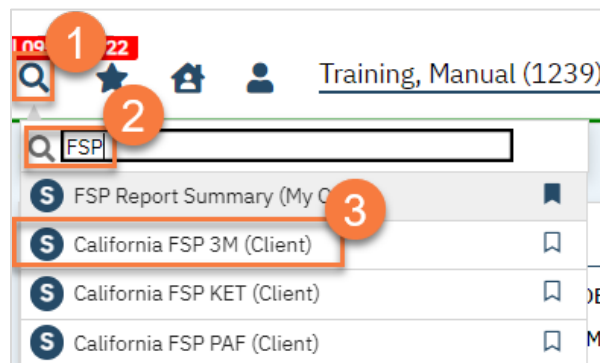 1
22
Training, Manual (1239)
2
FSP
S FSP Report Summary (My
3
S California FSP 3M (Client)
S California FSP KET (Client)
S California FSP PAF (Client)